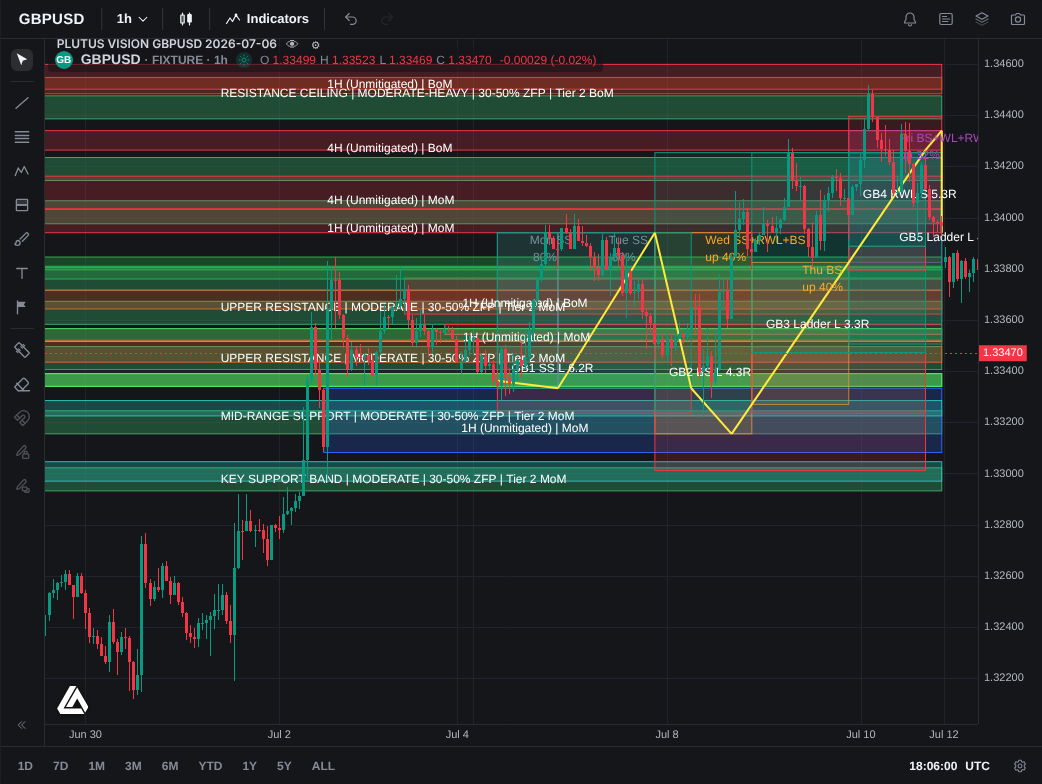 GBPUSD 1h Indicators
PLUTUS VISION GBPUSD 2026-07-06
GB GBPUSD · FIXTURE · 1h O 1.33499 H 1.33523 L 1.33469 C 1.33470 -0.00029 (-0.02%)
1H (Unmitigated) | BoM
RESISTANCE CEILING | MODERATE-HEAVY | 30-50% ZFP | Tier 2 BoM
4H (Unmitigated) | BoM
4H (Unmitigated) | MoM
1H (Unmitigated) | MoM
Mon SS
80%
Tue SS
Wed SS+RWL+BS
up 40%
Thu BS
up 40%
GB4 RWL S 5.3R
GB5 Ladder L
1H (Unmitigated) | BoM
UPPER RESISTANCE | MODERATE | 30-50% ZFP | Tier 2 MoM
GB3 Ladder L 3.3R
1H (Unmitigated) | MoM
UPPER RESISTANCE | MODERATE | 30-50% ZFP | Tier 2 MoM
GB1 SS L 6.2R
GB2 BS L 4.3R
MID-RANGE SUPPORT | MODERATE | 30-50% ZFP | Tier 2 MoM
1H (Unmitigated) | MoM
KEY SUPPORT BAND | MODERATE | 30-50% ZFP | Tier 2 MoM
1.34600
1.34400
1.34200
1.34000
1.33800
1.33600
1.33470
1.33400
1.33200
1.33000
1.32800
1.32600
1.32400
1.32200
Jun 30 Jul 2 Jul 4 Jul 8 Jul 10 Jul 12
1D 7D 1M 3M 6M YTD 1Y 5Y ALL 18:06:00 UTC